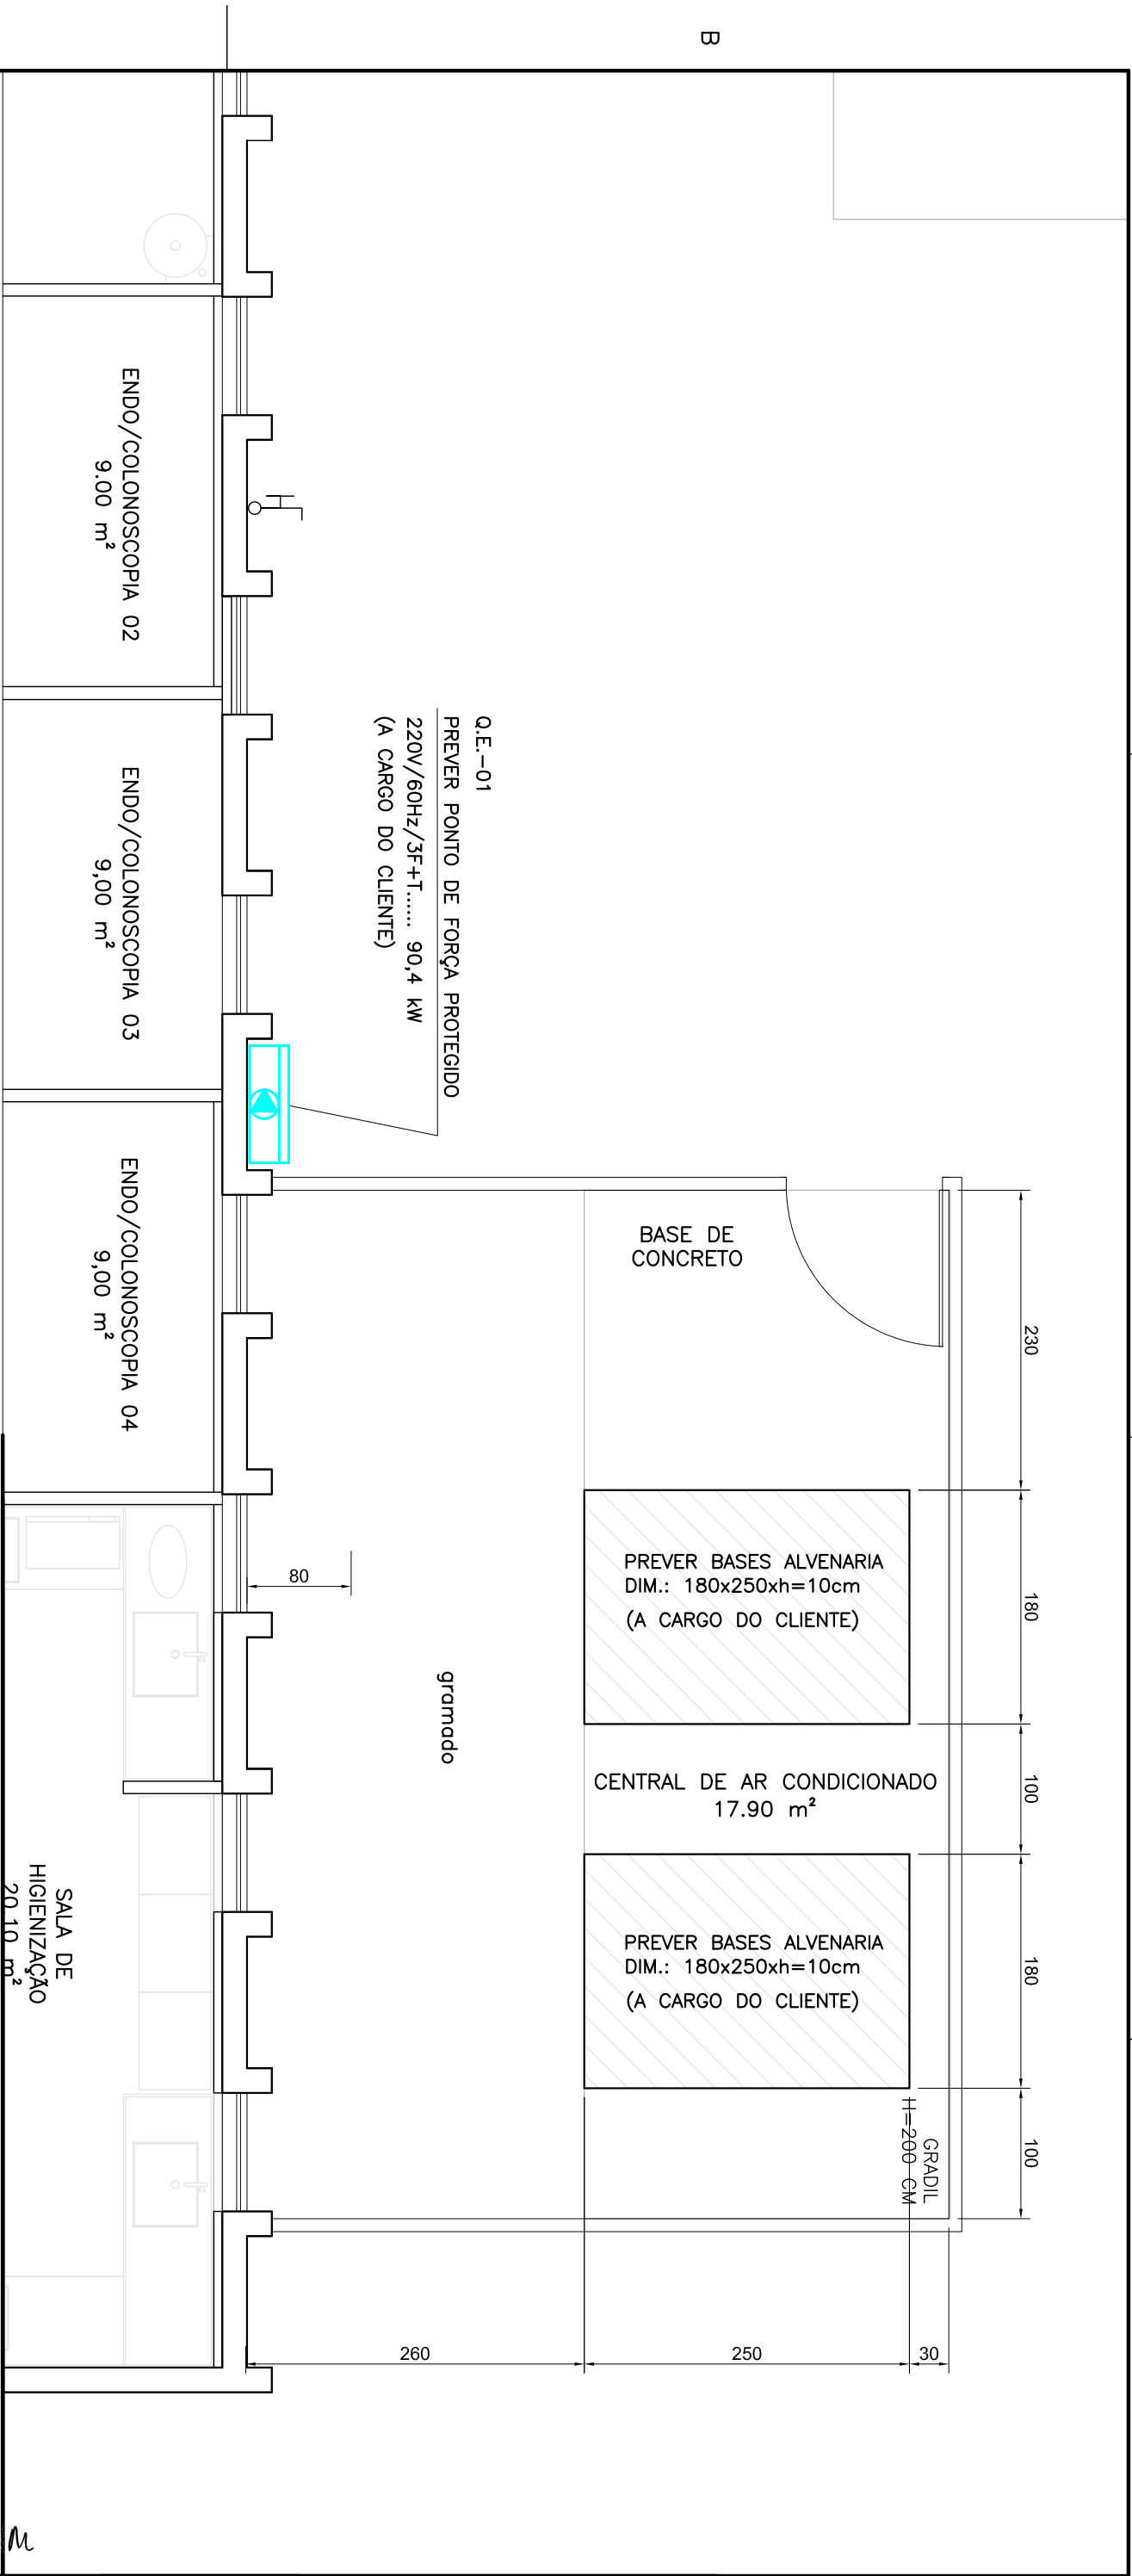 B
ENDO/COLONOSCOPIA 02
9.00 m²
ENDO/COLONOSCOPIA 03
9,00 m²
ENDO/COLONOSCOPIA 04
9,00 m²
Q.E.-01
PREVER PONTO DE FORÇA PROTEGIDO
220V/60Hz/3F+T...... 90,4 kW
(A CARGO DO CLIENTE)
BASE DE
CONCRETO
230
180
100
180
100
PREVER BASES ALVENARIA
DIM.: 180x250xh=10cm
(A CARGO DO CLIENTE)
80
gramado
CENTRAL DE AR CONDICIONADO
17.90 m²
PREVER BASES ALVENARIA
DIM.: 180x250xh=10cm
(A CARGO DO CLIENTE)
GRADIL
H=200 CM
SALA DE
HIGIENIZAÇÃO
20.10 m²
260
250
30